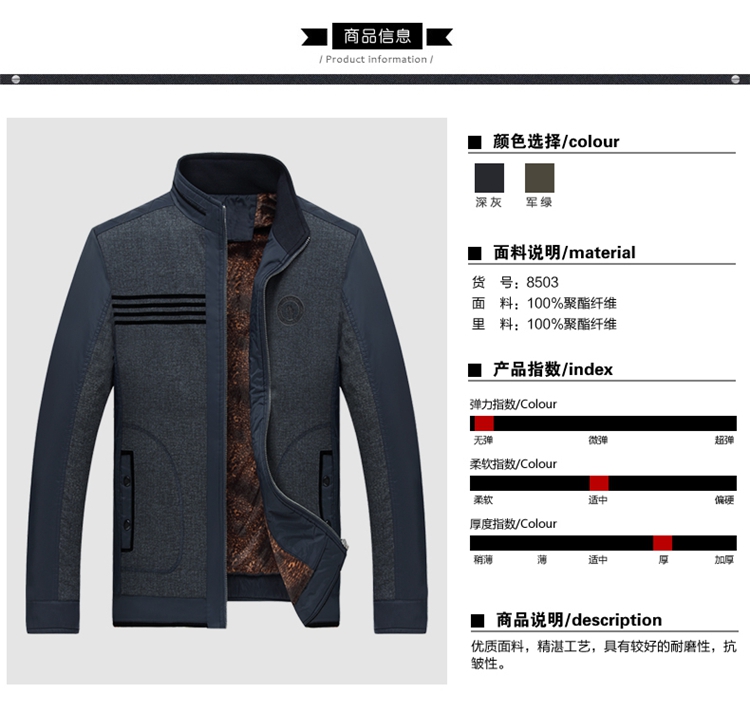 商品信息
/ Product information /
颜色选择/colour
深灰 军绿
面料说明/material
货 号：8503
面 料：100%聚酯纤维
里 料：100%聚酯纤维
产品指数/index
弹力指数/Colour
无弹 微弹 超弹
柔软指数/Colour
柔软 适中 偏硬
厚度指数/Colour
稍薄 薄 适中 厚 加厚
商品说明/description
优质面料，精湛工艺，具有较好的耐磨性，抗
皱性。